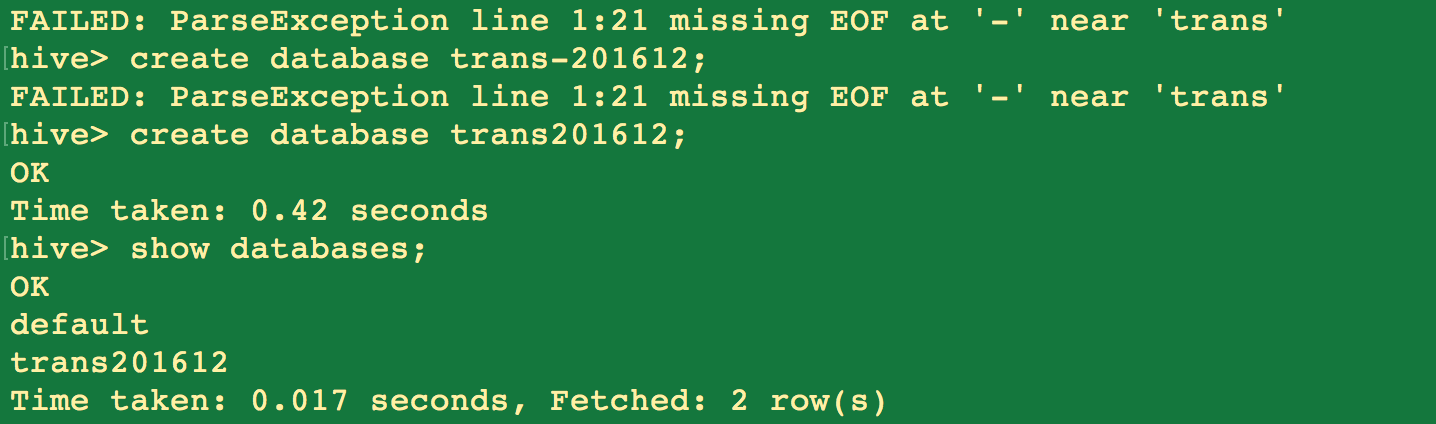 FAILED: ParseException line 1:21 missing EOF at '-' near 'trans'
[hive> create database trans-201612;
FAILED: ParseException line 1:21 missing EOF at '-' near 'trans'
[hive> create database trans201612;
OK
Time taken: 0.42 seconds
[hive> show databases;
OK
default
trans201612
Time taken: 0.017 seconds, Fetched: 2 row(s)